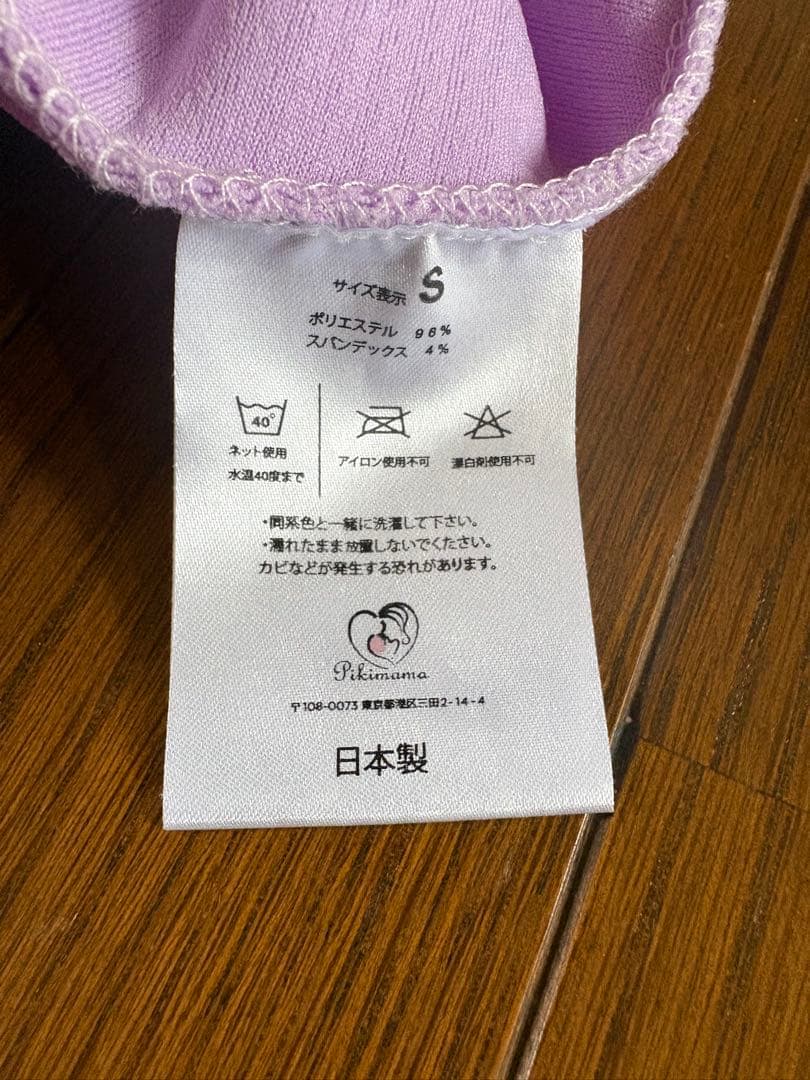 サイズ表示 S
ポリエステル 96%
スパンデックス 4%
40°
ネット使用
水温40度まで
アイロン使用不可
漂白剤使用不可
・同系色と一緒に洗濯して下さい。
・濡れたまま放置しないでください。
カビなどが発生する恐れがあります。
Pikimama
〒108-0073 東京都港区三田2-14-4
日本製